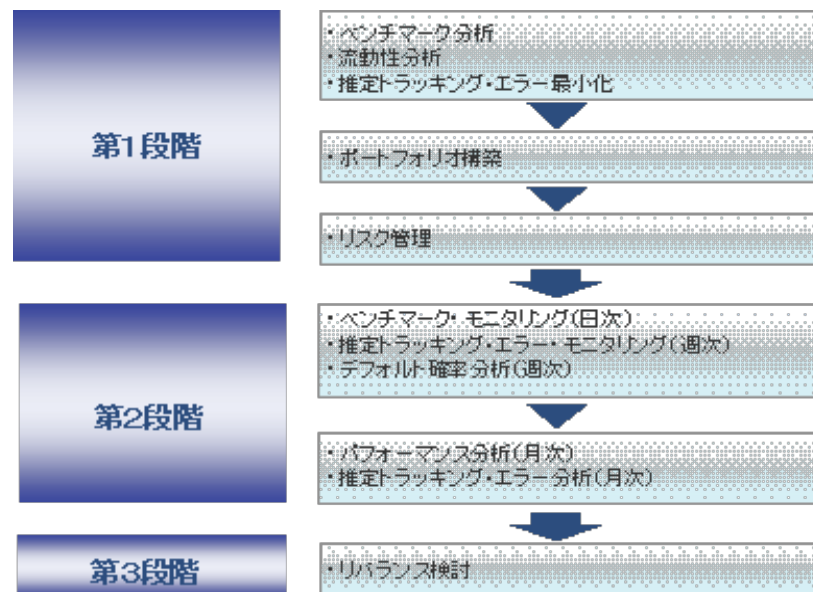 第1段階
・ベンチマーク分析
・流動性分析
・推定トラッキング・エラー最小化
・ポートフォリオ構築
・リスク管理
第2段階
・ベンチマーク・モニタリング(日次)
・推定トラッキング・エラー・モニタリング(週次)
・デフォルト確率分析(週次)
・パフォーマンス分析(月次)
・推定トラッキング・エラー分析(月次)
第3段階
・リバランス検討